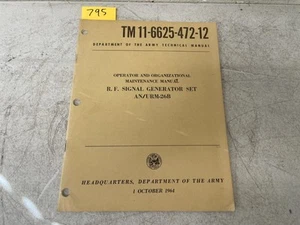 795
TM 11-6625-472-12
DEPARTMENT OF THE ARMY TECHNICAL MANUAL
OPERATOR AND ORGANIZATIONAL
MAINTENANCE MANUAL
R. F. SIGNAL GENERATOR SET
AN/URM-26B
HEADQUARTERS, DEPARTMENT OF THE ARMY
1 OCTOBER 1964